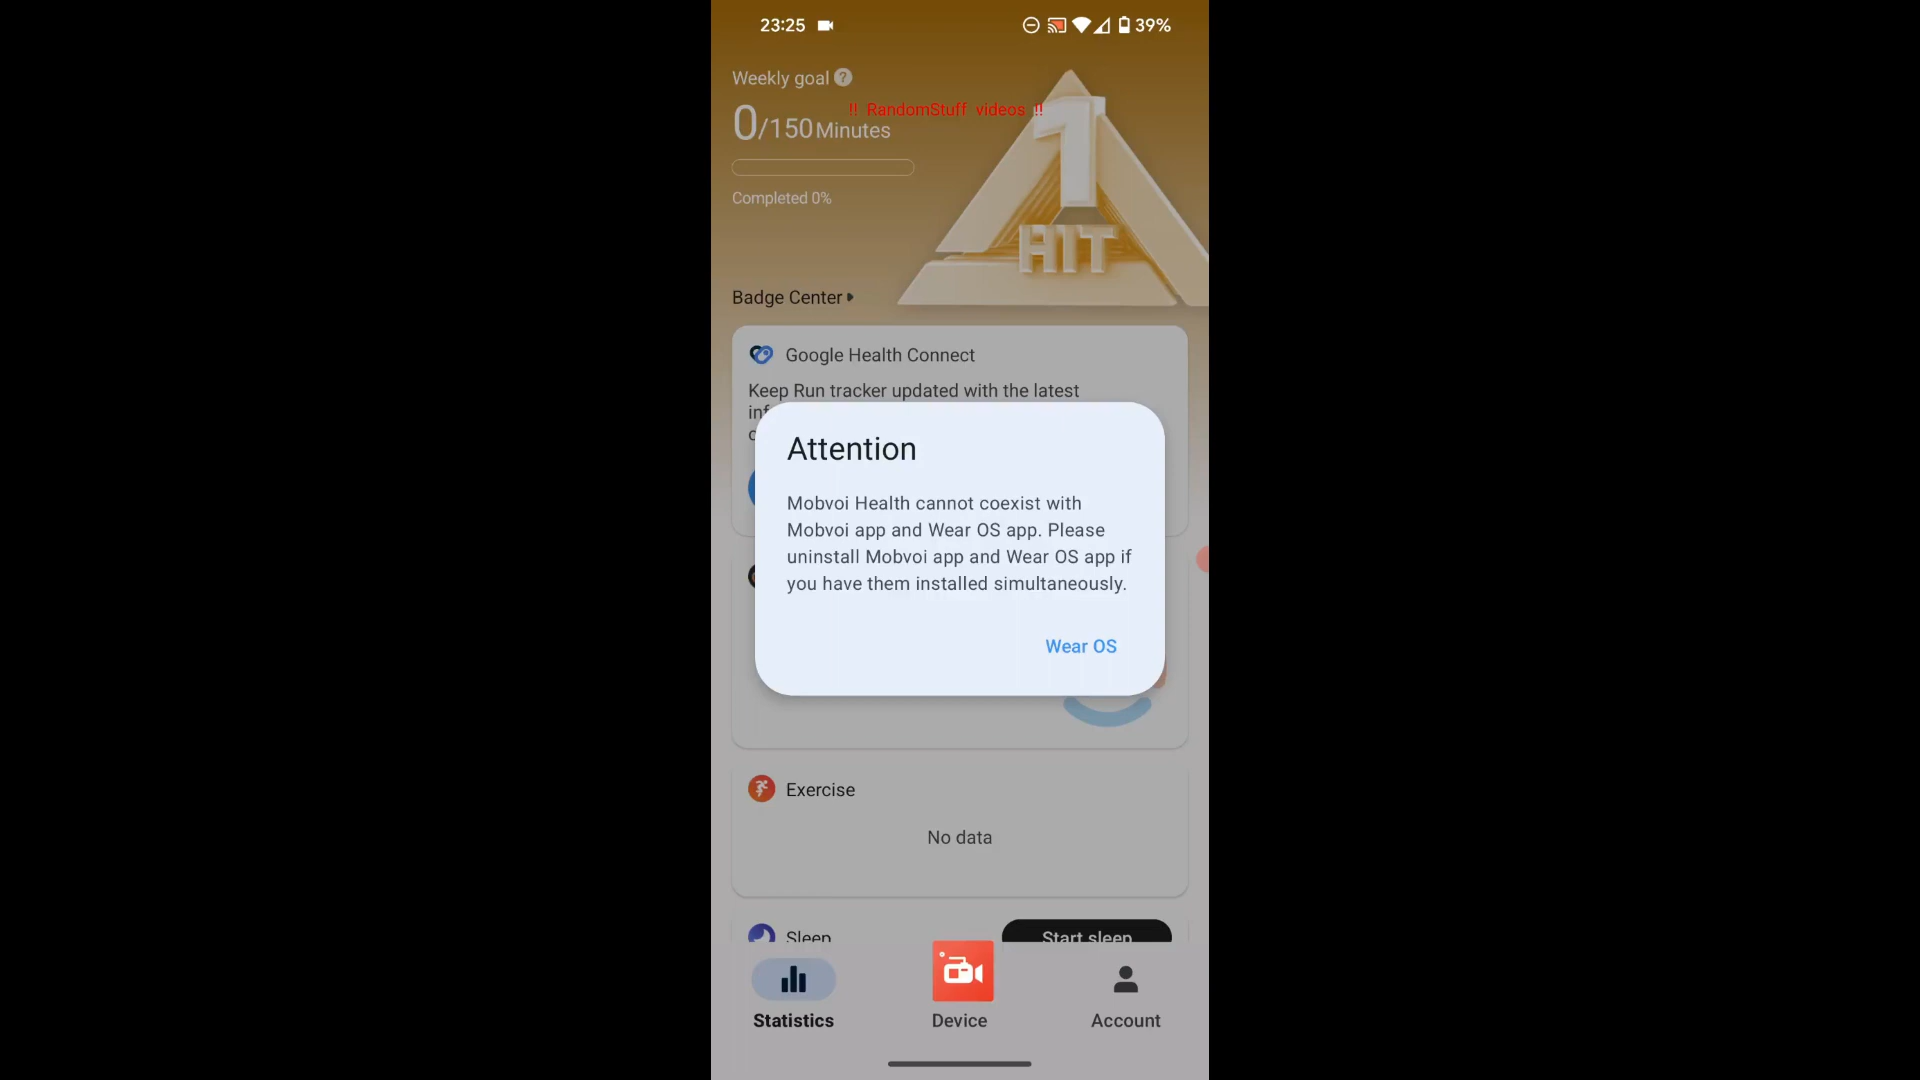 23:25
39%
Weekly goal ?
!! RandomStuff videos !!
0/150 Minutes
Completed 0%
1
HIT
Badge Center
Google Health Connect
Keep Run tracker updated with the latest
Attention
Mobvoi Health cannot coexist with
Mobvoi app and Wear OS app. Please
uninstall Mobvoi app and Wear OS app if
you have them installed simultaneously.
Wear OS
Exercise
No data
Sleep
Start sleep
Statistics
Device
Account